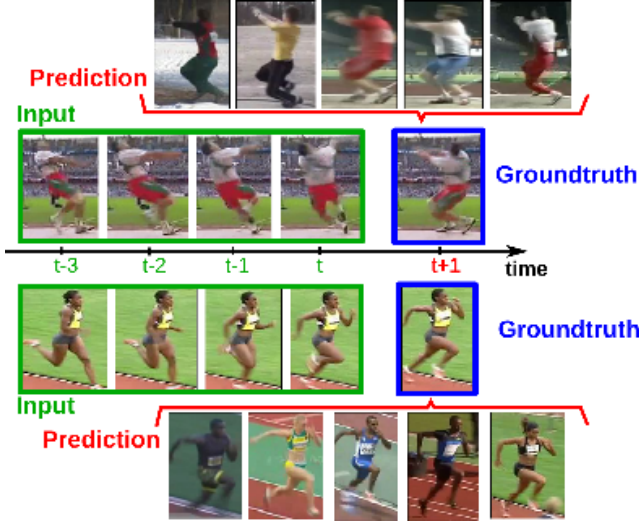 Prediction
Input
Groundtruth
t-3 t-2 t-1 t t+1 time
Groundtruth
Input
Prediction